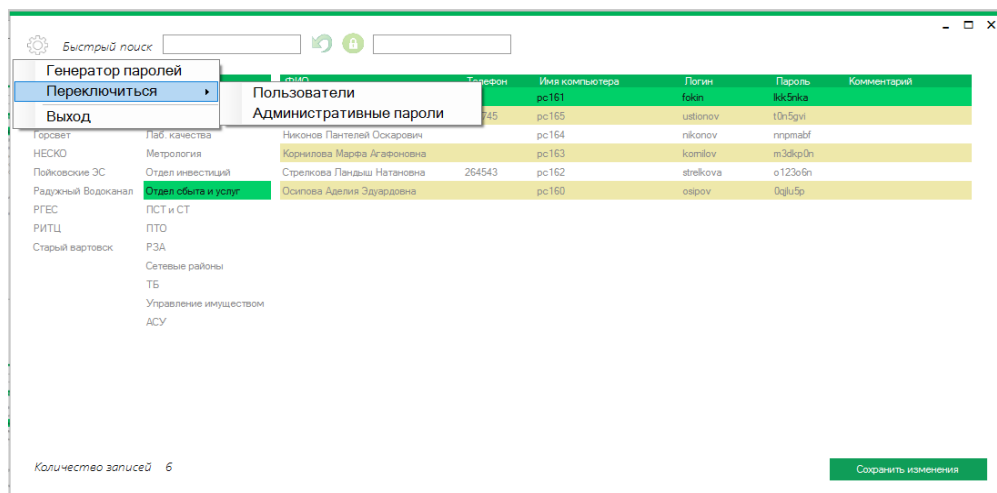 Быстрый поиск
Генератор паролей
Переключиться
Выход
Пользователи
Административные пароли
ФИО Телефон Имя компьютера Логин Пароль Комментарий
pc161 fokin lkk5nka
745 pc165 ustionov t0n5gvi
Горсвет Лаб. качества Никонов Пантелей Оскарович pc164 nikonov nnpmabf
НЕСКО Метрология Корнилова Марфа Агафоновна pc163 kornilov m3dkp0n
Пойковские ЭС Отдел инвестиций Стрелкова Ландыш Натановна 264543 pc162 strelkova o123o6n
Радужный Водоканал Отдел сбыта и услуг Осипова Аделия Эдуардовна pc160 osipov 0qjlu5p
РГЕС ПСТ и СТ
РИТЦ ПТО
Старый вартовск РЗА
Сетевые районы
ТБ
Управление имуществом
АСУ
Количество записей 6
Сохранить изменения